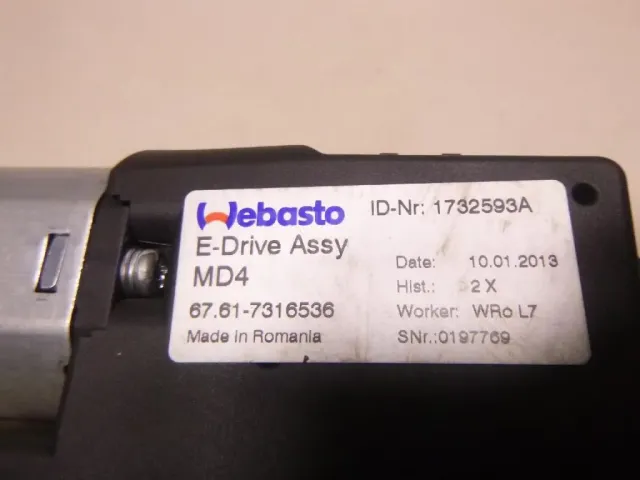 Webasto
E-Drive Assy
MD4
67.61-7316536
Made in Romania
ID-Nr: 1732593A
Date: 10.01.2013
Hist.: 2 X
Worker: WRo L7
SNr.:0197769